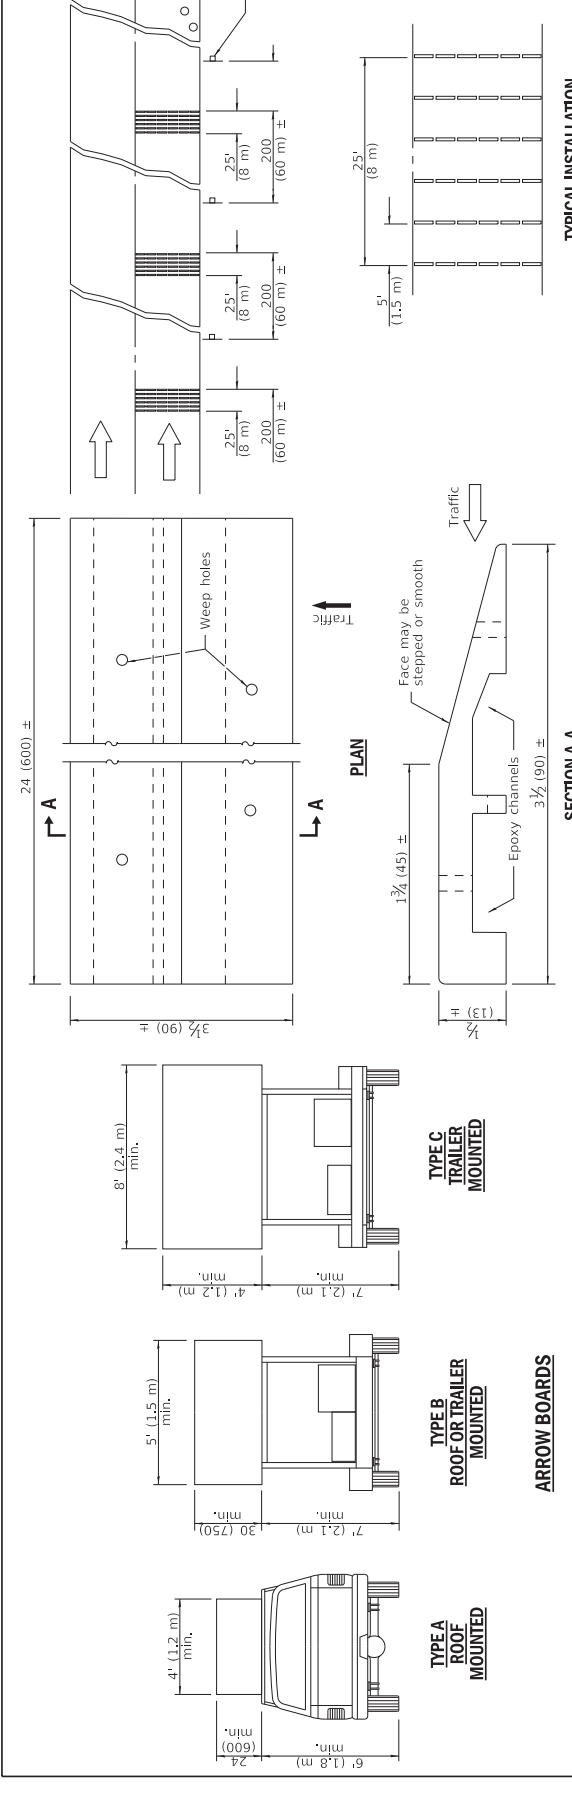 25'
(8 m)
200
(60 m) ±
25'
(8 m)
200
(60 m) ±
25'
(8 m)
200
(60 m) ±
25'
(8 m)
5'
(1.5 m)
TYPICAL INSTALLATION
24 (600) ±
A
A
Weep holes
Traffic
3½ (90) ±
PLAN
Traffic
Face may be
stepped or smooth
1¾ (45) ±
Epoxy channels
3½ (90) ±
½
(13) ±
SECTION A-A
8' (2.4 m)
min.
4' (1.2 m)
min.
7' (2.1 m)
min.
TYPE C
TRAILER
MOUNTED
5' (1.5 m)
min.
30 (750)
min.
7' (2.1 m)
min.
TYPE B
ROOF OR TRAILER
MOUNTED
4' (1.2 m)
min.
24
(600)
min.
6' (1.8 m)
min.
TYPE A
ROOF
MOUNTED
ARROW BOARDS